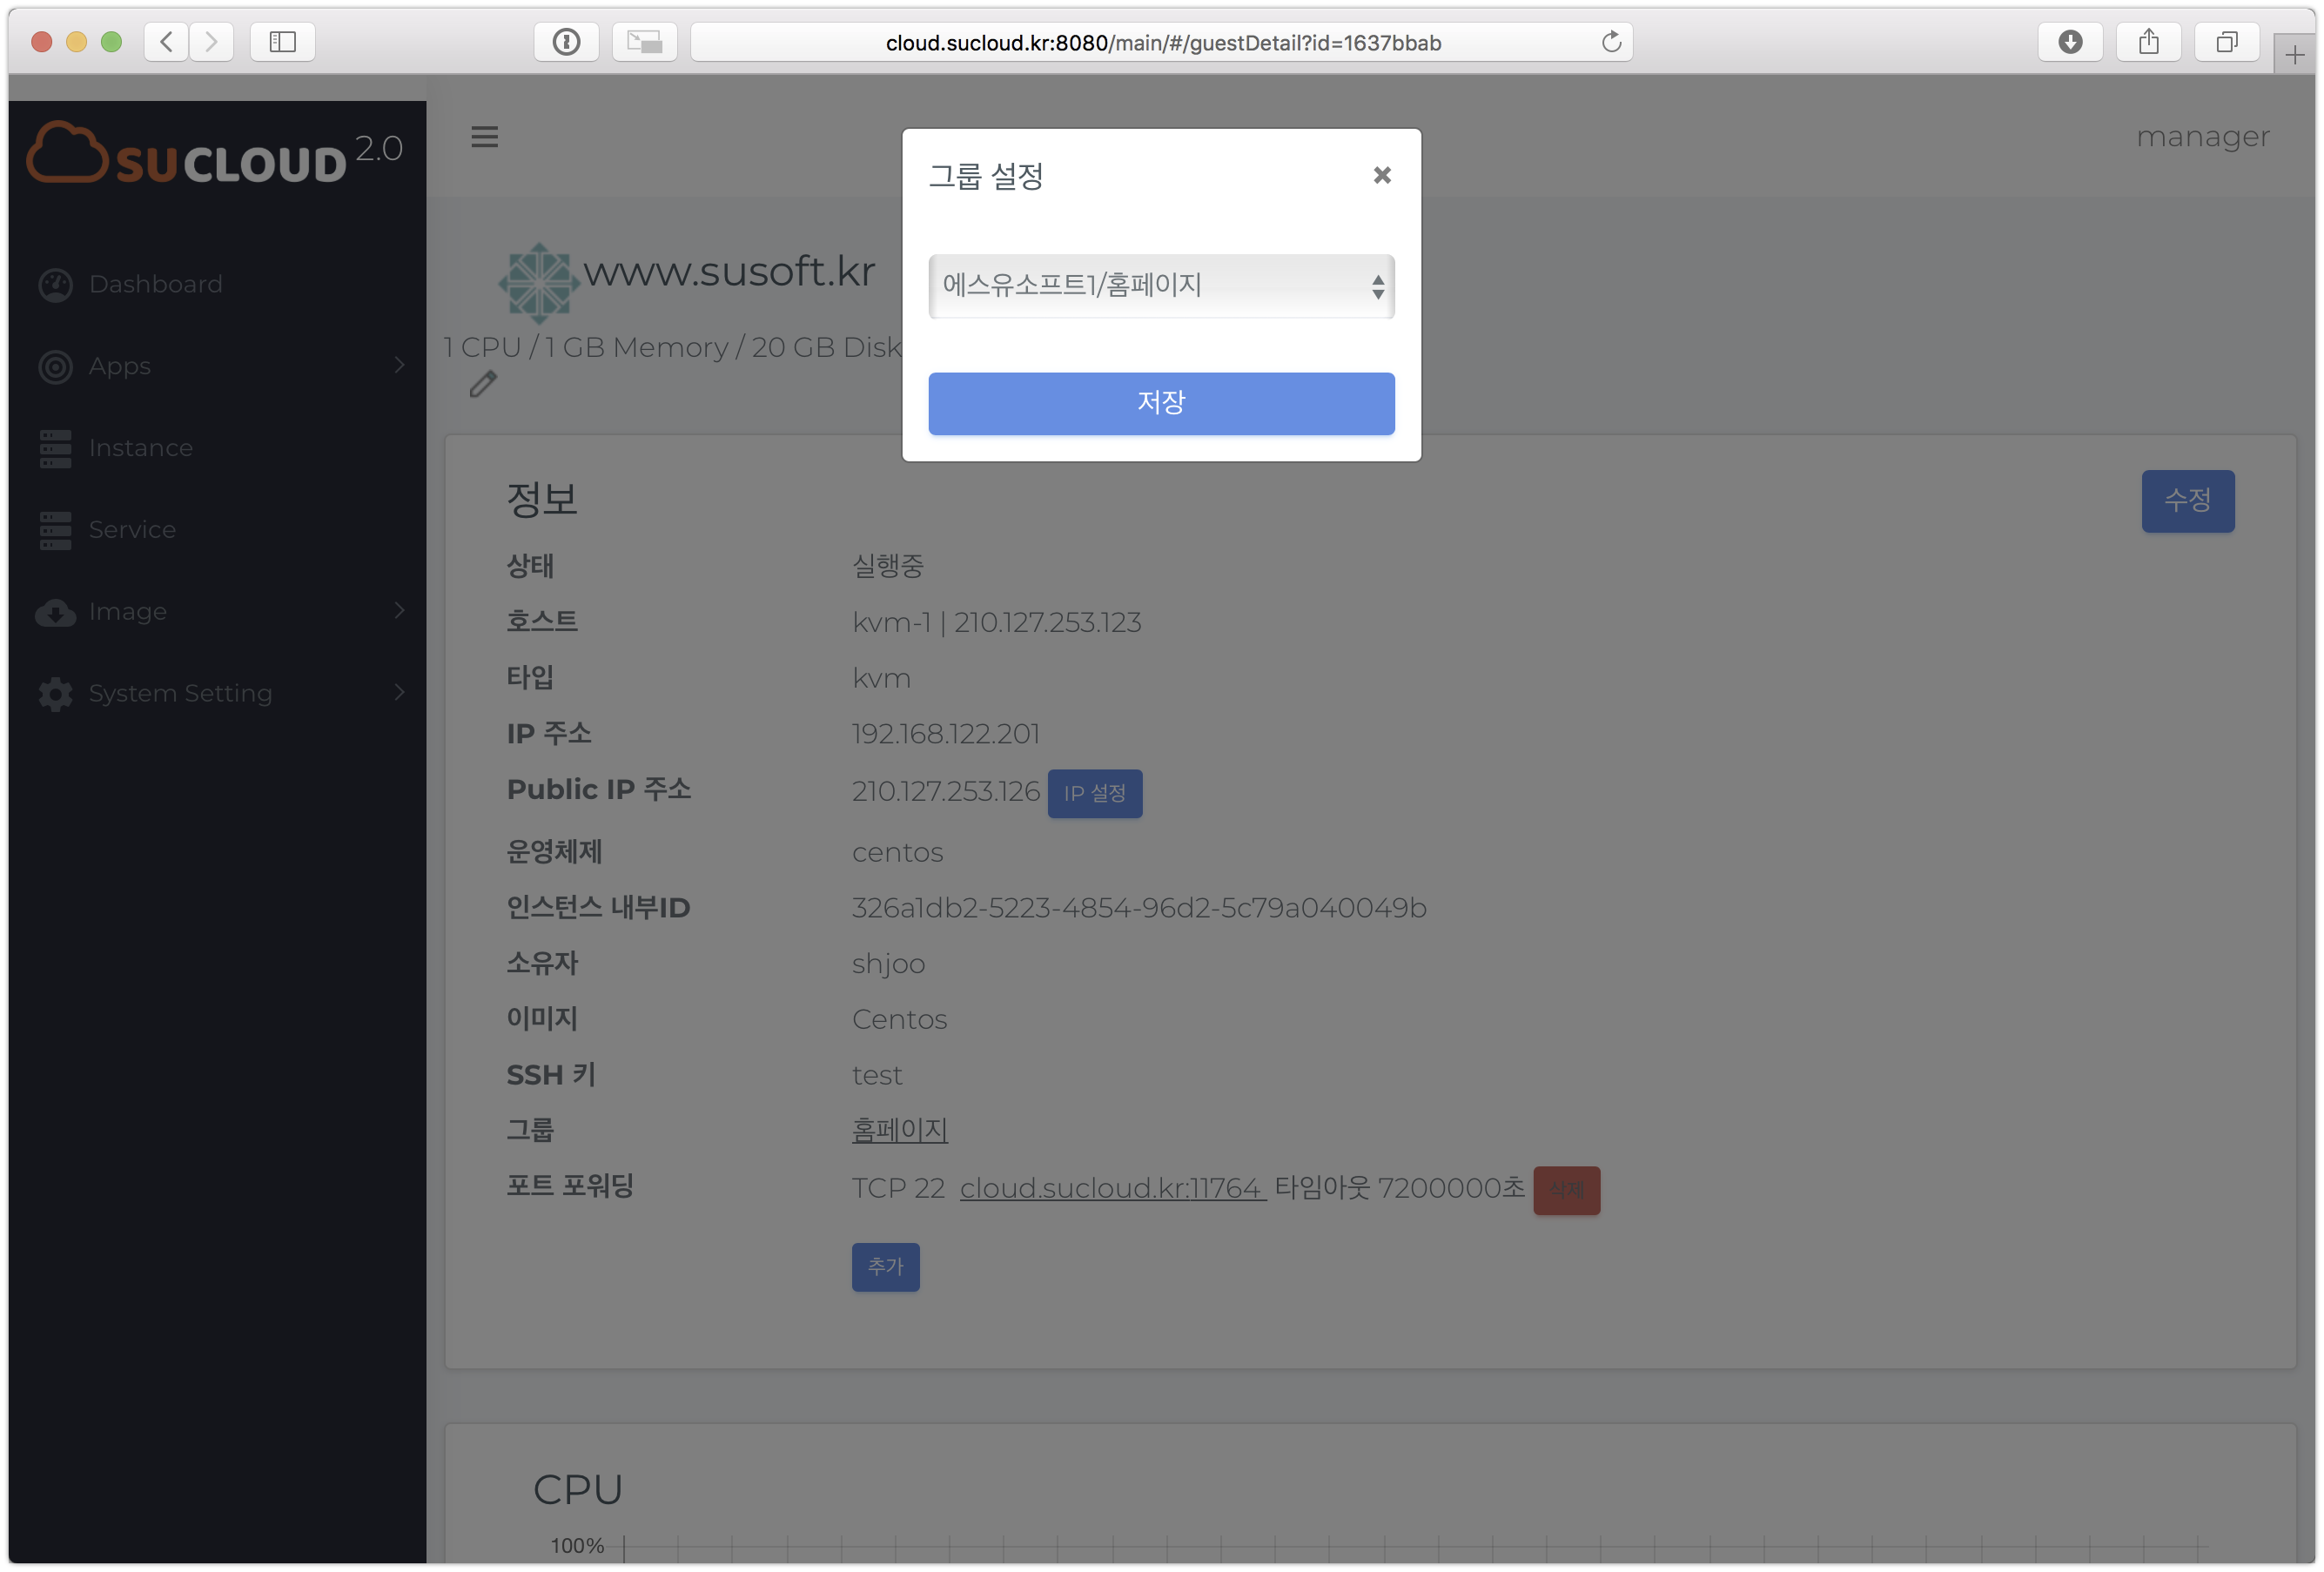 cloud.sucloud.kr:8080/main/#/guestDetail?id=1637bbab
SUCLOUD 2.0
manager
Dashboard
Apps
Instance
Service
Image
System Setting
그룹 설정
에스유소프트1/홈페이지
저장
www.susoft.kr
1 CPU / 1 GB Memory / 20 GB Disk
정보
수정
상태 실행중
호스트 kvm-1 | 210.127.253.123
타입 kvm
IP 주소 192.168.122.201
Public IP 주소 210.127.253.126 IP 설정
운영체제 centos
인스턴스 내부ID 326a1db2-5223-4854-96d2-5c79a040049b
소유자 shjoo
이미지 Centos
SSH 키 test
그룹 홈페이지
포트 포워딩 TCP 22 cloud.sucloud.kr:11764 타임아웃 7200000초 삭제
추가
CPU
100%